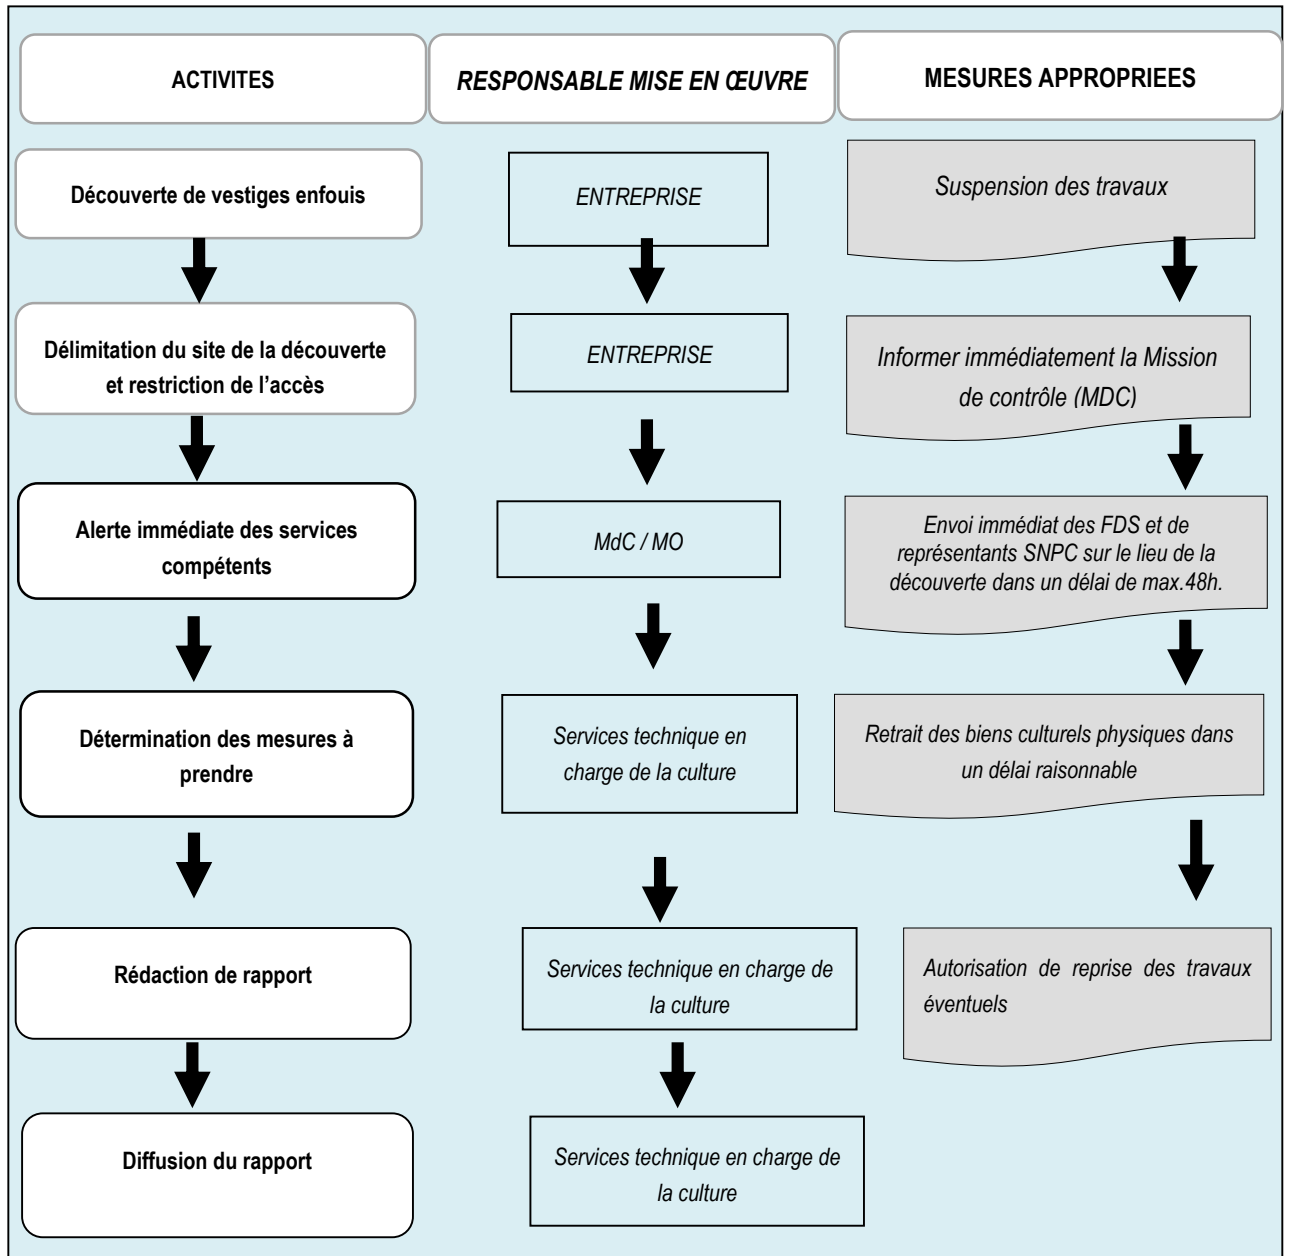 ACTIVITES
RESPONSABLE MISE EN ŒUVRE
MESURES APPROPRIEES
Découverte de vestiges enfouis
ENTREPRISE
Suspension des travaux
Délimitation du site de la découverte
et restriction de l’accès
ENTREPRISE
Informer immédiatement la Mission
de contrôle (MDC)
Alerte immédiate des services
compétents
MdC / MO
Envoi immédiat des FDS et de
représentants SNPC sur le lieu de la
découverte dans un délai de max.48h.
Détermination des mesures à
prendre
Services technique en
charge de la culture
Retrait des biens culturels physiques dans
un délai raisonnable
Rédaction de rapport
Services technique en charge de
la culture
Autorisation de reprise des travaux
éventuels
Diffusion du rapport
Services technique en charge de
la culture